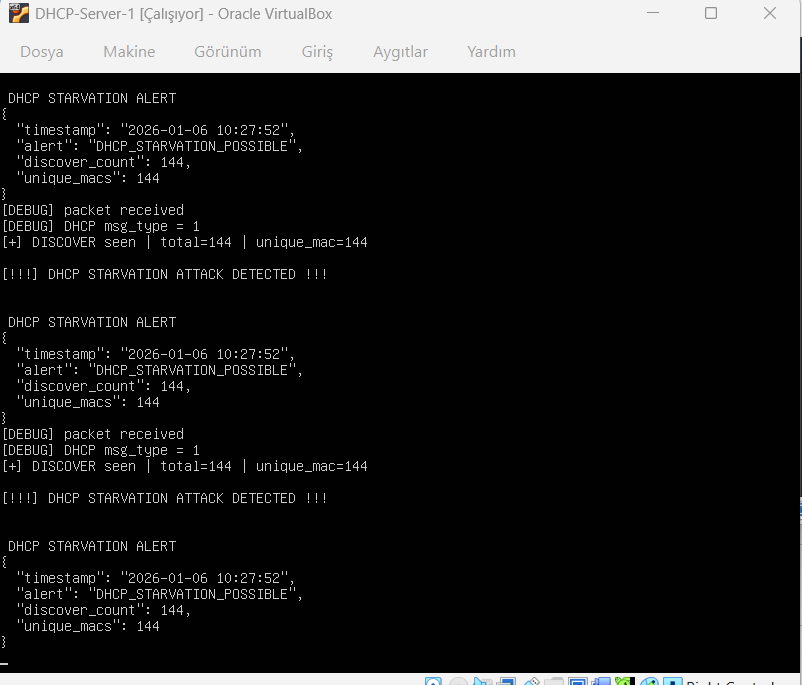 DHCP-Server-1 [Çalışıyor] - Oracle VirtualBox
Dosya Makine Görünüm Giriş Aygıtlar Yardım
DHCP STARVATION ALERT
{
"timestamp": "2026-01-06 10:27:52",
"alert": "DHCP_STARVATION_POSSIBLE",
"discover_count": 144,
"unique_macs": 144
}
[DEBUG] packet received
[DEBUG] DHCP msg_type = 1
[+] DISCOVER seen | total=144 | unique_mac=144
[!!!] DHCP STARVATION ATTACK DETECTED !!!
DHCP STARVATION ALERT
{
"timestamp": "2026-01-06 10:27:52",
"alert": "DHCP_STARVATION_POSSIBLE",
"discover_count": 144,
"unique_macs": 144
}
[DEBUG] packet received
[DEBUG] DHCP msg_type = 1
[+] DISCOVER seen | total=144 | unique_mac=144
[!!!] DHCP STARVATION ATTACK DETECTED !!!
DHCP STARVATION ALERT
{
"timestamp": "2026-01-06 10:27:52",
"alert": "DHCP_STARVATION_POSSIBLE",
"discover_count": 144,
"unique_macs": 144
}